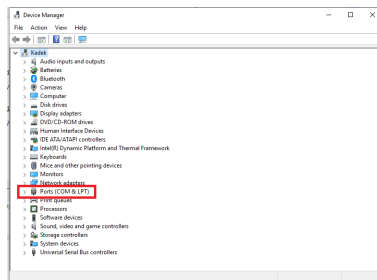 Device Manager
File Action View Help
Kadek
Audio inputs and outputs
Batteries
Bluetooth
Cameras
Computer
Disk drives
Display adapters
DVD/CD-ROM drives
Human Interface Devices
IDE ATA/ATAPI controllers
Intel(R) Dynamic Platform and Thermal Framework
Keyboards
Mice and other pointing devices
Monitors
Network adapters
Ports (COM & LPT)
Print queues
Processors
Software devices
Sound, video and game controllers
Storage controllers
System devices
Universal Serial Bus controllers